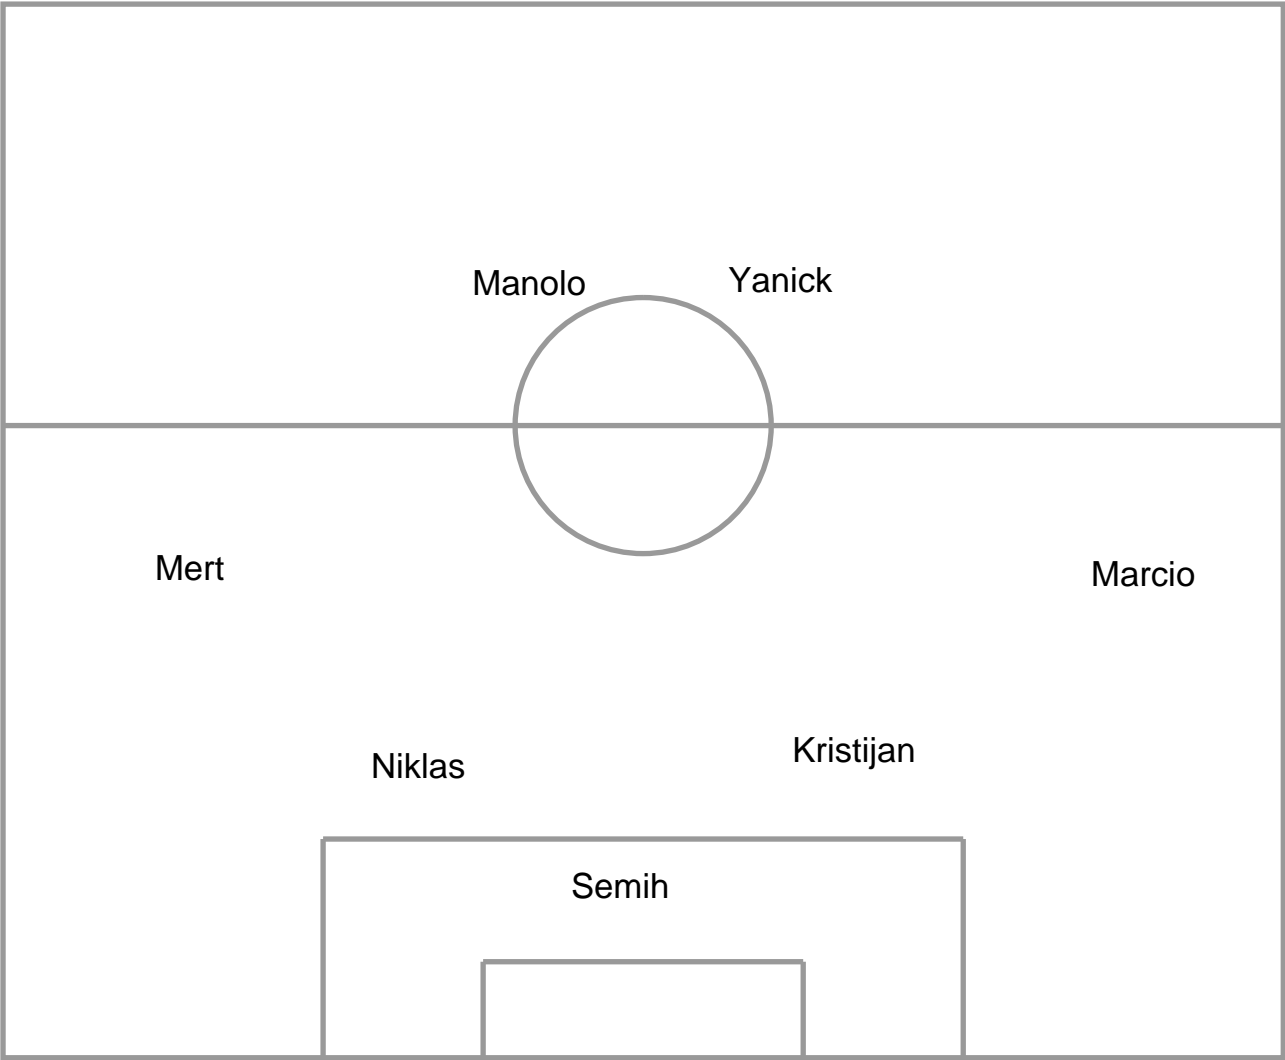 Manolo
Yanick
Mert
Marcio
Niklas
Kristijan
Semih